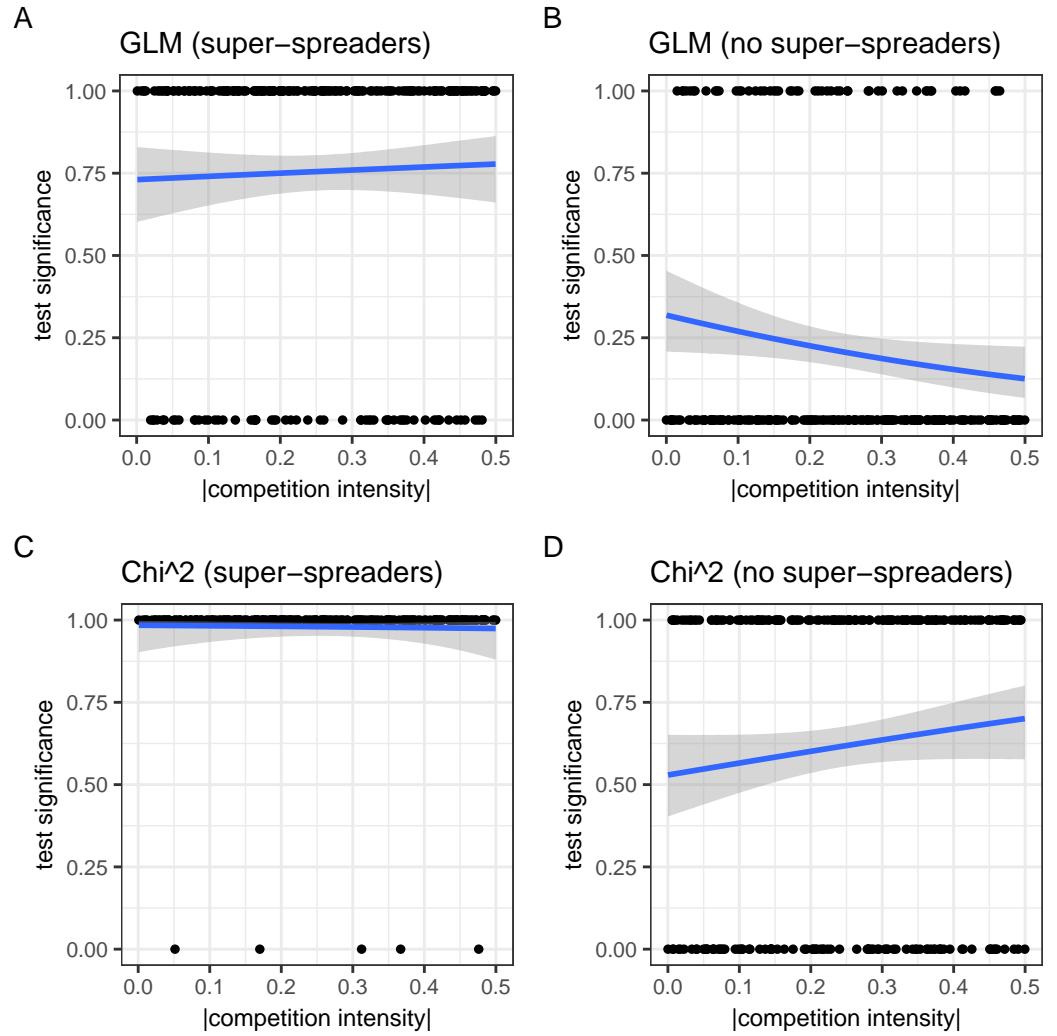 A
GLM (super−spreaders)
1.00
0.75
0.50
0.25
0.00
test significance
0.0 0.1 0.2 0.3 0.4 0.5
|competition intensity|
B
GLM (no super−spreaders)
1.00
0.75
0.50
0.25
0.00
test significance
0.0 0.1 0.2 0.3 0.4 0.5
|competition intensity|
C
Chi^2 (super−spreaders)
1.00
0.75
0.50
0.25
0.00
test significance
0.0 0.1 0.2 0.3 0.4 0.5
|competition intensity|
D
Chi^2 (no super−spreaders)
1.00
0.75
0.50
0.25
0.00
test significance
0.0 0.1 0.2 0.3 0.4 0.5
|competition intensity|